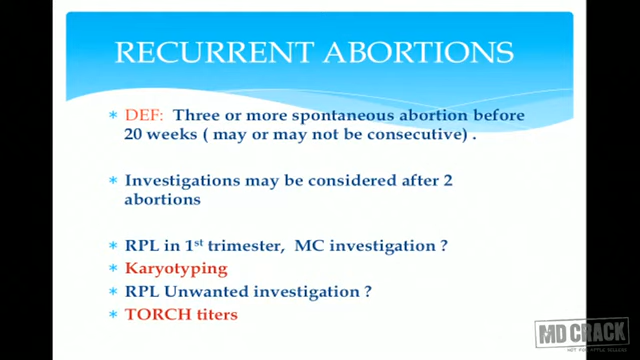 RECURRENT ABORTIONS
* DEF: Three or more spontaneous abortion before
20 weeks ( may or may not be consecutive) .
* Investigations may be considered after 2
abortions
* RPL in 1st trimester, MC investigation ?
* Karyotyping
* RPL Unwanted investigation ?
* TORCH titers
MD CRACK